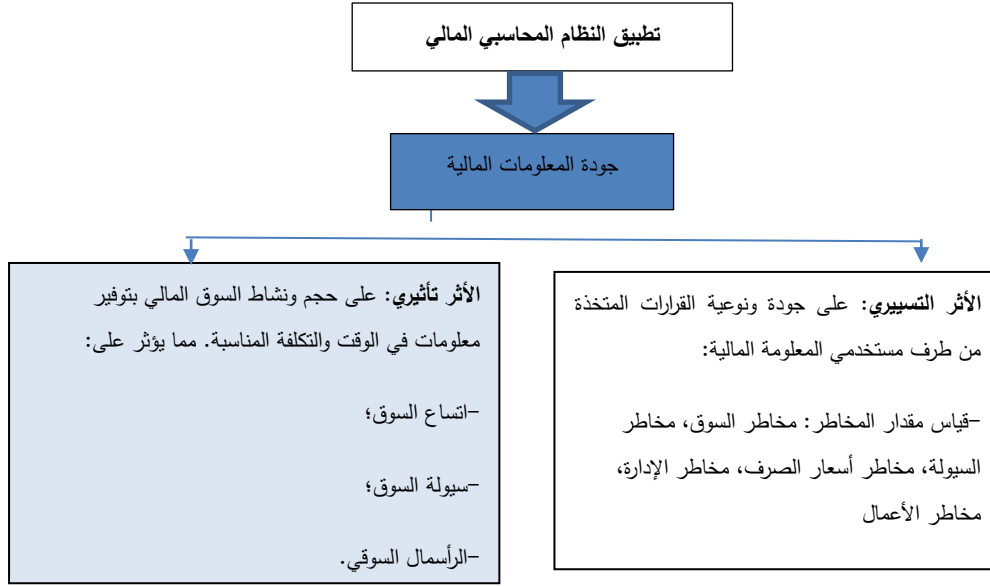 تطبيق النظام المحاسبي المالي
جودة المعلومات المالية
الأثر التسييري: على جودة ونوعية القرارات المتخذة
من طرف مستخدمي المعلومة المالية:
-قياس مقدار المخاطر: مخاطر السوق، مخاطر
السيولة، مخاطر أسعار الصرف، مخاطر الإدارة،
مخاطر الأعمال
الأثر تأثيري: على حجم ونشاط السوق المالي بتوفير
معلومات في الوقت والتكلفة المناسبة. مما يؤثر على:
-اتساع السوق؛
-سيولة السوق؛
-الرأسمال السوقي.